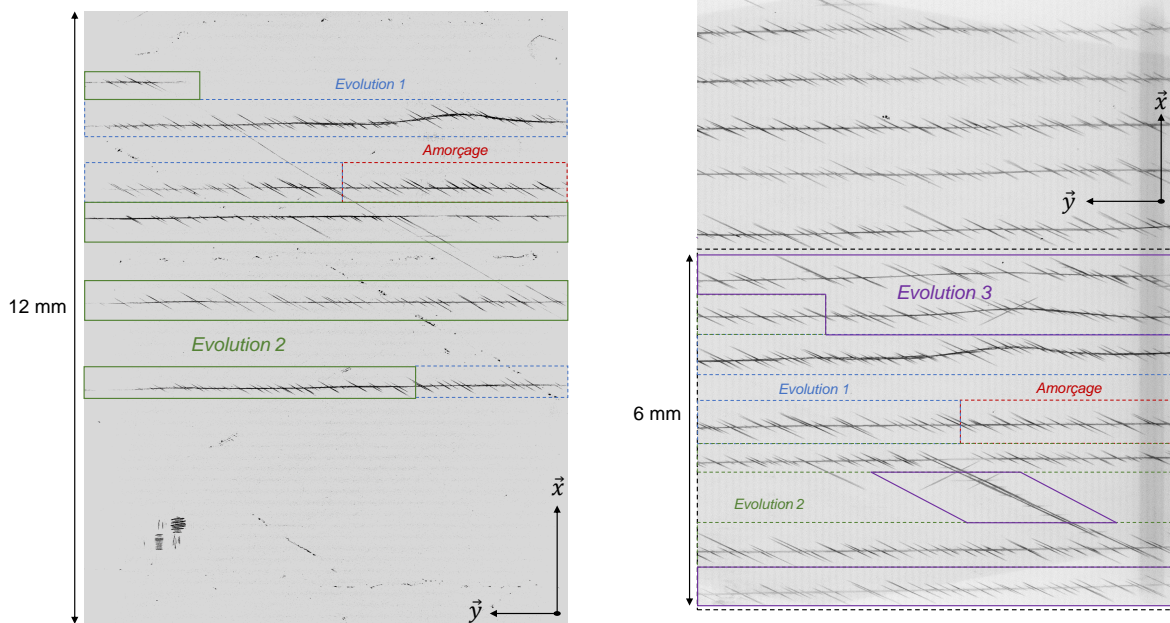 Evolution 1
Amorçage
12 mm
Evolution 2
x
y
x
y
Evolution 3
Evolution 1
Amorçage
6 mm
Evolution 2